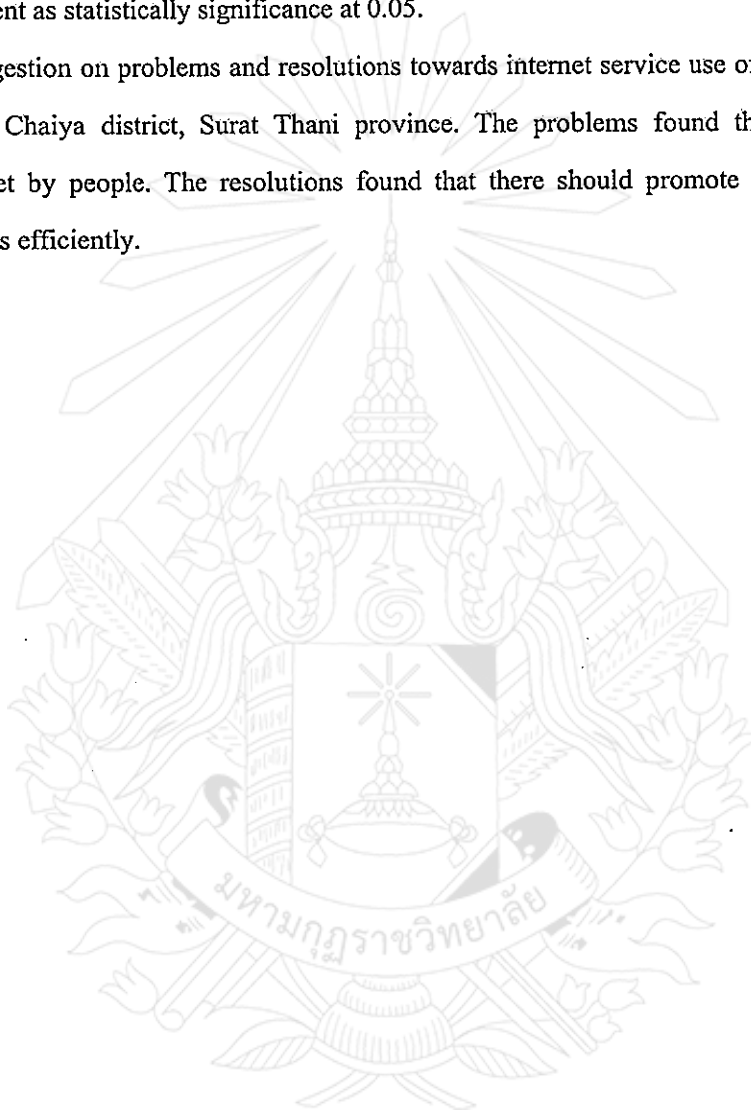 ent as statistically significance at 0.05.
gestion on problems and resolutions towards internet service use o
Chaiya district, Surat Thani province. The problems found th
et by people. The resolutions found that there should promote
s efficiently.
มหามกุฏราชวิทยาลัย